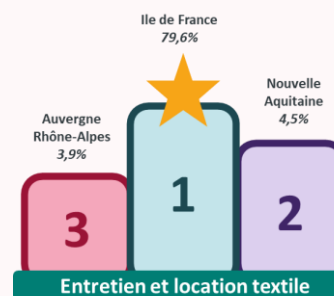 Ile de France
79,6%
Nouvelle
Aquitaine
4,5%
Auvergne
Rhône-Alpes
3,9%
1
2
3
Entretien et location textile